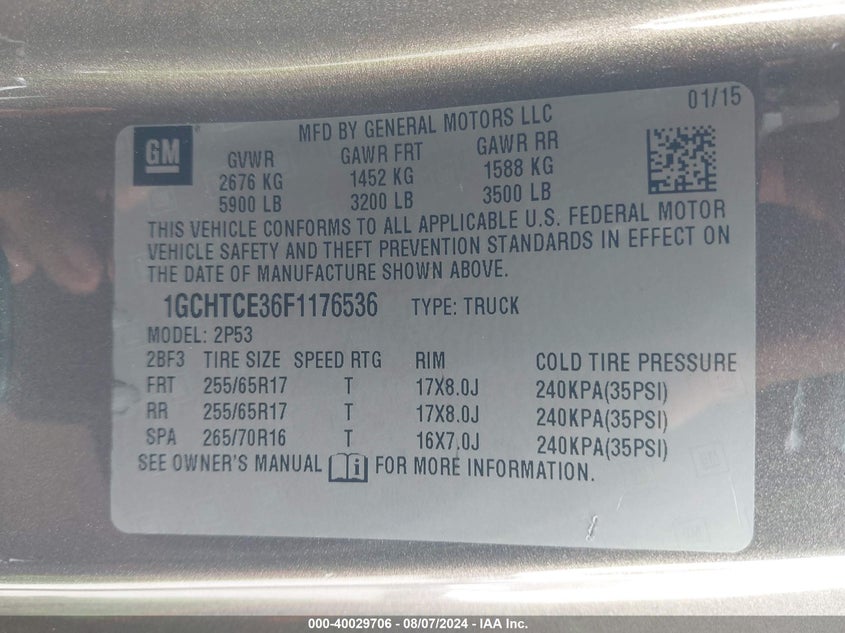 01/15
MFD BY GENERAL MOTORS LLC
GM
GVWR GAWR FRT GAWR RR
2676 KG 1452 KG 1588 KG
5900 LB 3200 LB 3500 LB
THIS VEHICLE CONFORMS TO ALL APPLICABLE U.S. FEDERAL MOTOR
VEHICLE SAFETY AND THEFT PREVENTION STANDARDS IN EFFECT ON
THE DATE OF MANUFACTURE SHOWN ABOVE.
1GCHTCE36F1176536 TYPE: TRUCK
MODEL: 2P53
2BF3 TIRE SIZE SPEED RTG RIM COLD TIRE PRESSURE
FRT 255/65R17 T 17X8.0J 240KPA(35PSI)
RR 255/65R17 T 17X8.0J 240KPA(35PSI)
SPA 265/70R16 T 16X7.0J 240KPA(35PSI)
SEE OWNER'S MANUAL i FOR MORE INFORMATION.
000-40029706 - 08/07/2024 - IAA Inc.